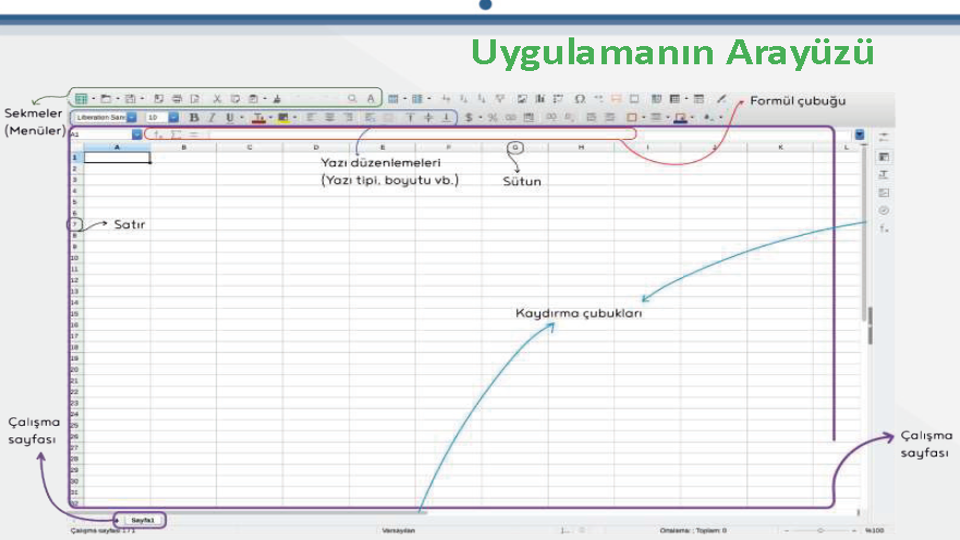 Uygulamanın Arayüzü
Sekmeler
(Menüler)
Formül çubuğu
Liberation Sans
10
A1
A B C D E F G H I J K L
Yazı düzenlemeleri
(Yazı tipi, boyutu vb.)
Sütun
1
2
3
4
5
6
7
Satır
8
9
10
11
12
13
14
15
Kaydırma çubukları
16
17
18
19
20
21
22
23
24
Çalışma
sayfası
25
26
27
28
29
30
31
32
Çalışma
sayfası
Sayfa1
Çalışma sayfası 1 / 1
Varsayılan
Ortalama: ; Toplam: 0
%100